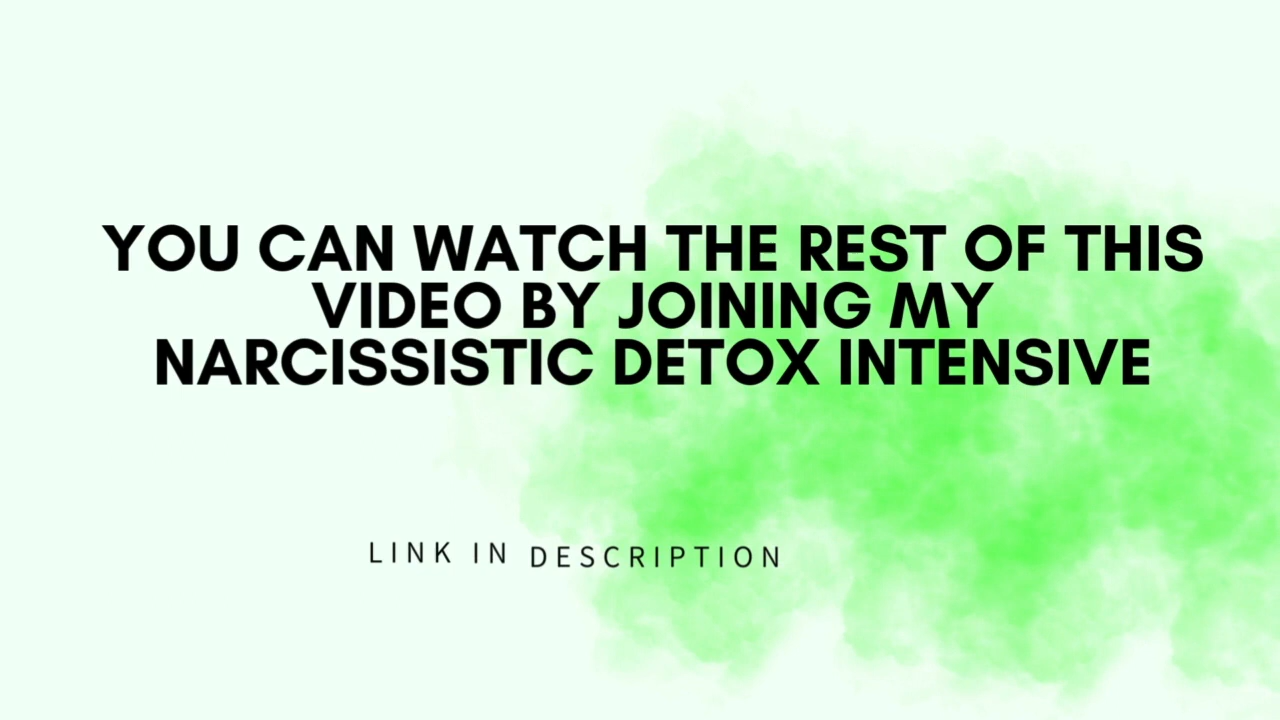 YOU CAN WATCH THE REST OF THIS
VIDEO BY JOINING MY
NARCISSISTIC DETOX INTENSIVE
LINK IN DESCRIPTION